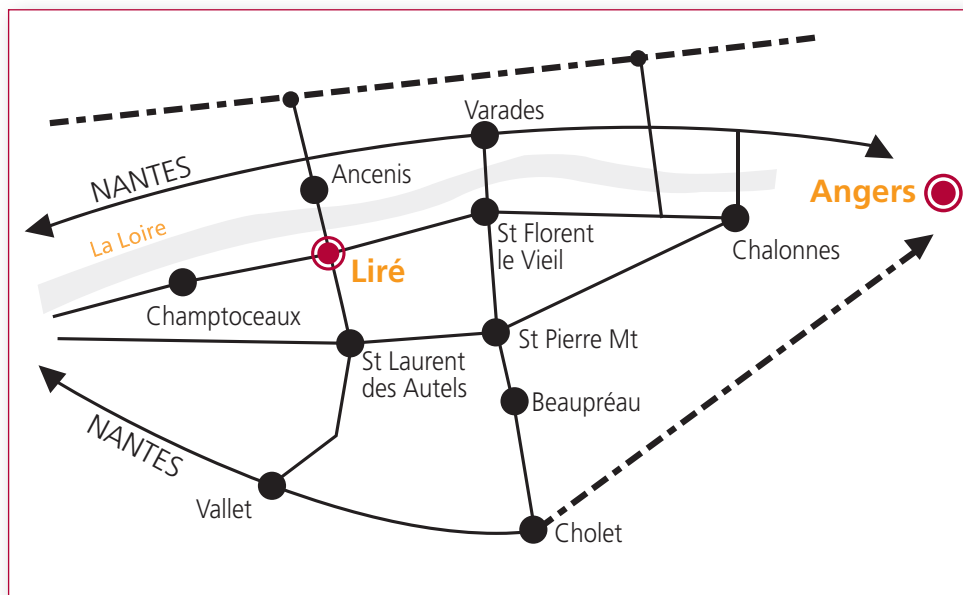 Varades
NANTES
Ancenis
Angers
La Loire
St Florent
le Vieil
Chalonnes
Liré
Champtoceaux
St Pierre Mt
St Laurent
des Autels
Beaupréau
NANTES
Vallet
Cholet